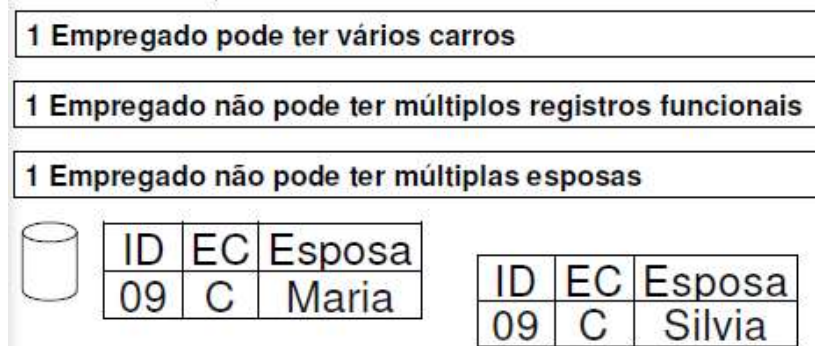 1 Empregado pode ter vários carros
1 Empregado não pode ter múltiplos registros funcionais
1 Empregado não pode ter múltiplas esposas
ID EC Esposa
09 C Maria
ID EC Esposa
09 C Silvia